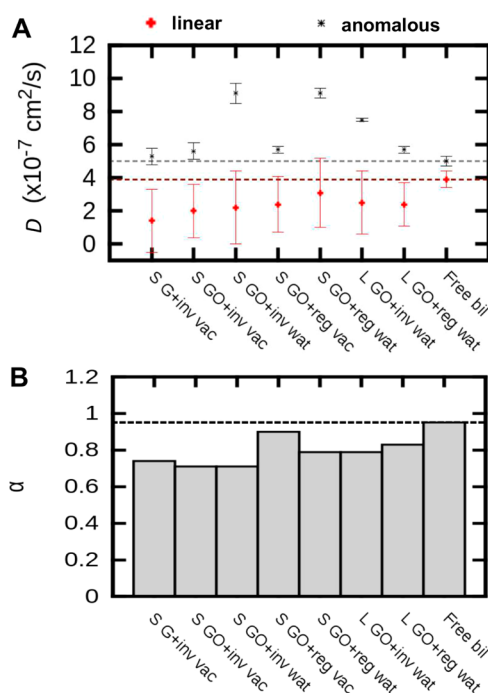 A
linear
anomalous
D (x10⁻⁷ cm²/s)
12
10
8
6
4
2
0
S G+inv vac
S GO+inv vac
S GO+inv wat
S GO+reg vac
S GO+reg wat
L GO+inv wat
L GO+reg wat
Free bil
B
α
1.2
1
0.8
0.6
0.4
0.2
0
S G+inv vac
S GO+inv vac
S GO+inv wat
S GO+reg vac
S GO+reg wat
L GO+inv wat
L GO+reg wat
Free bil